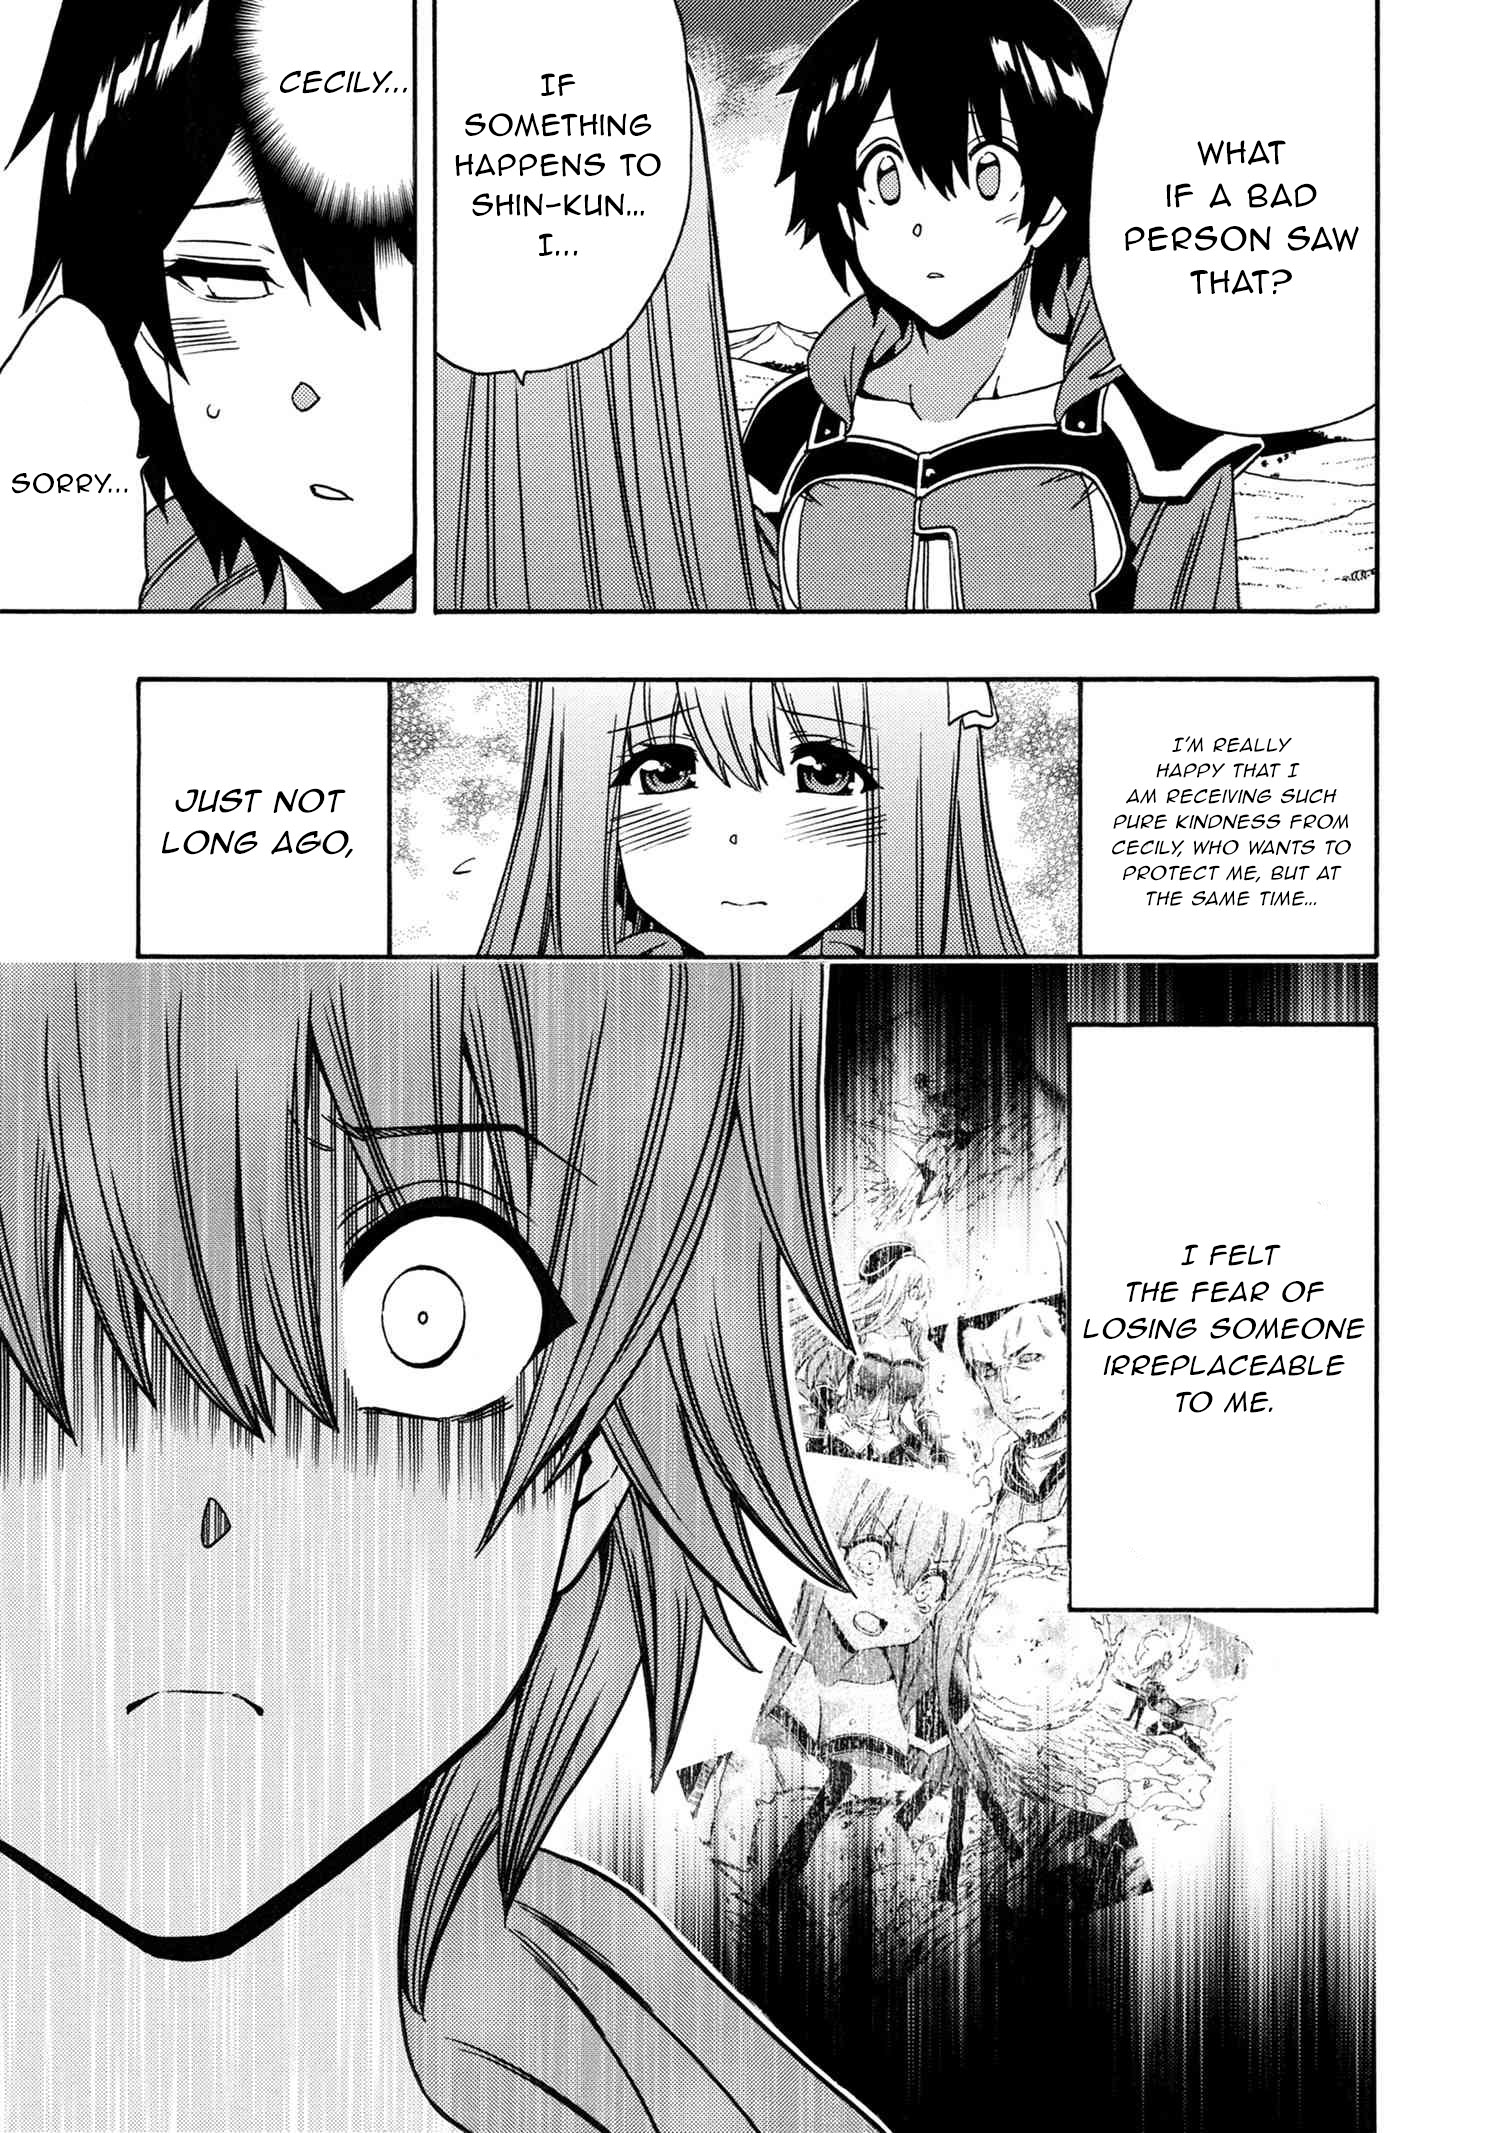 WHAT
IF A BAD
PERSON SAW
THAT?
IF
SOMETHING
HAPPENS TO
SHIN-KUN...
I...
CECILY...
SORRY...
I'M REALLY
HAPPY THAT I
AM RECEIVING SUCH
PURE KINDNESS FROM
CECILY, WHO WANTS TO
PROTECT ME, BUT AT
THE SAME TIME...
JUST NOT
LONG AGO,
I FELT
THE FEAR OF
LOSING SOMEONE
IRREPLACEABLE
TO ME.